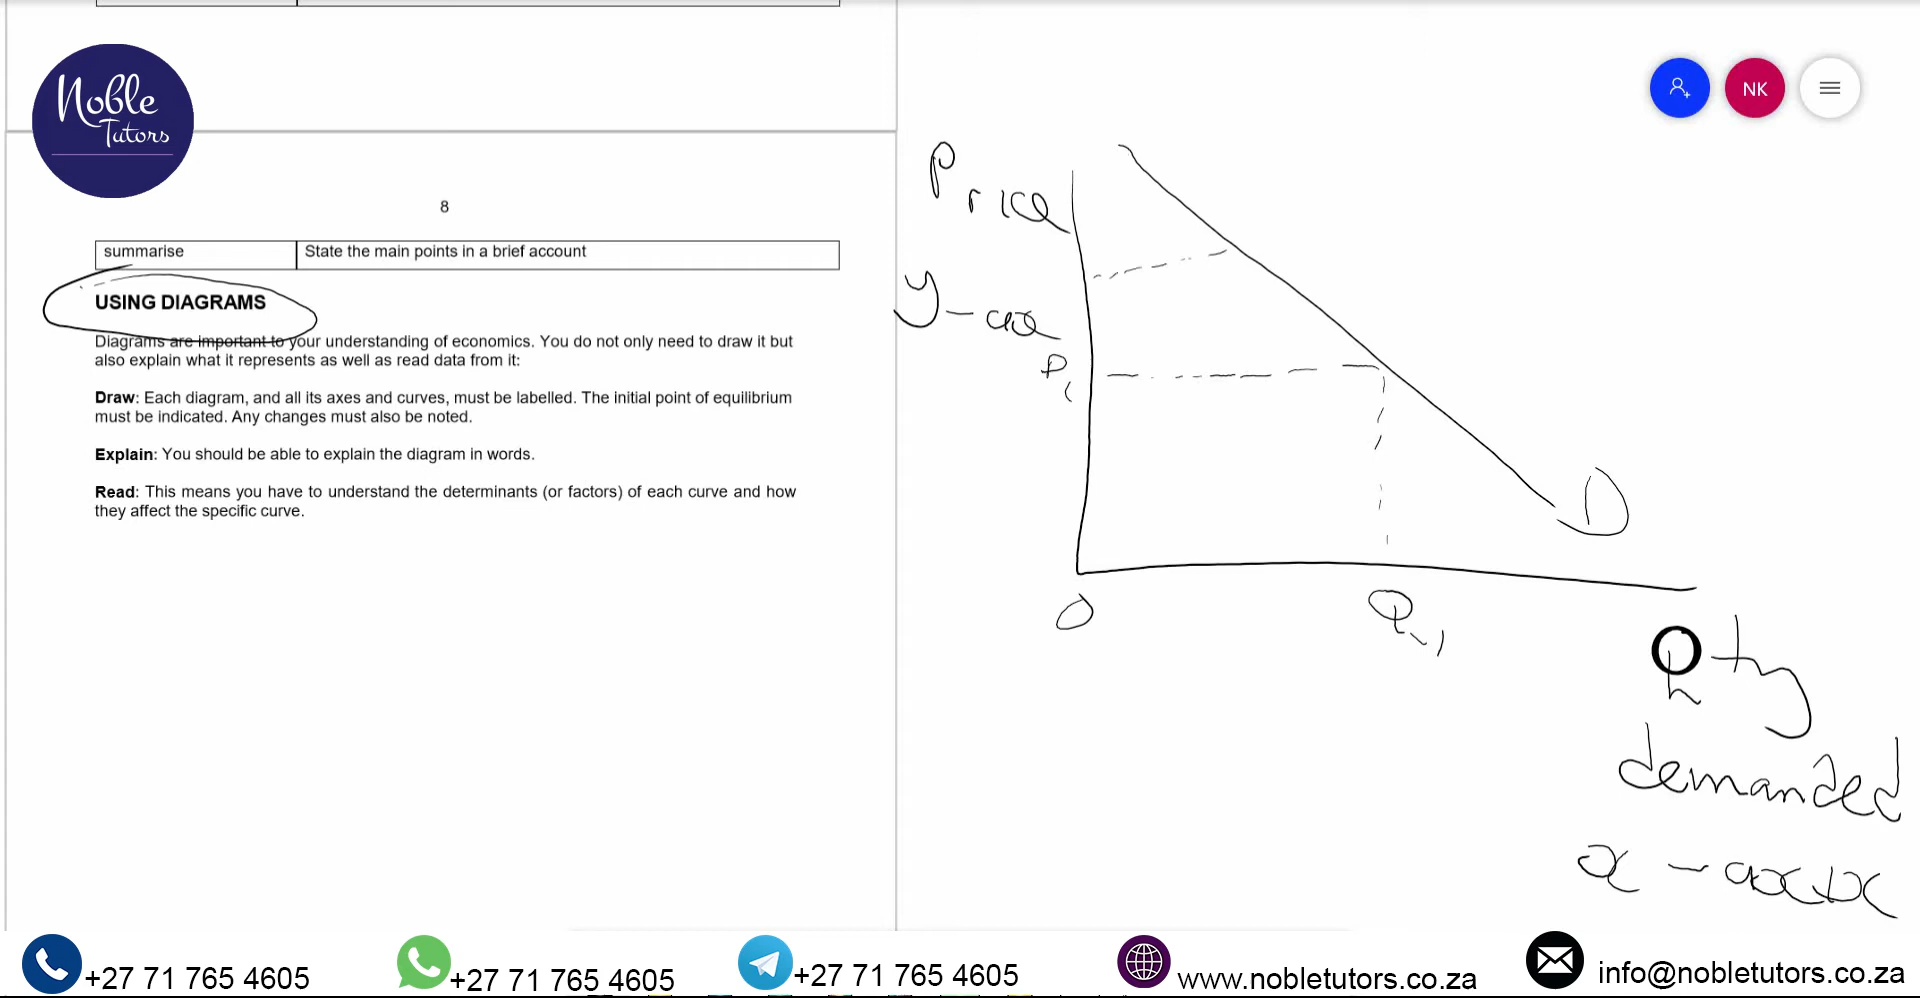 Noble
Tutors
8
summarise State the main points in a brief account
USING DIAGRAMS
Diagrams are important to your understanding of economics. You do not only need to draw it but
also explain what it represents as well as read data from it:
Draw: Each diagram, and all its axes and curves, must be labelled. The initial point of equilibrium
must be indicated. Any changes must also be noted.
Explain: You should be able to explain the diagram in words.
Read: This means you have to understand the determinants (or factors) of each curve and how
they affect the specific curve.
NK
Price
P1
D
O
Q1
Qty
demanded
+27 71 765 4605
+27 71 765 4605
+27 71 765 4605
www.nobletutors.co.za
info@nobletutors.co.za